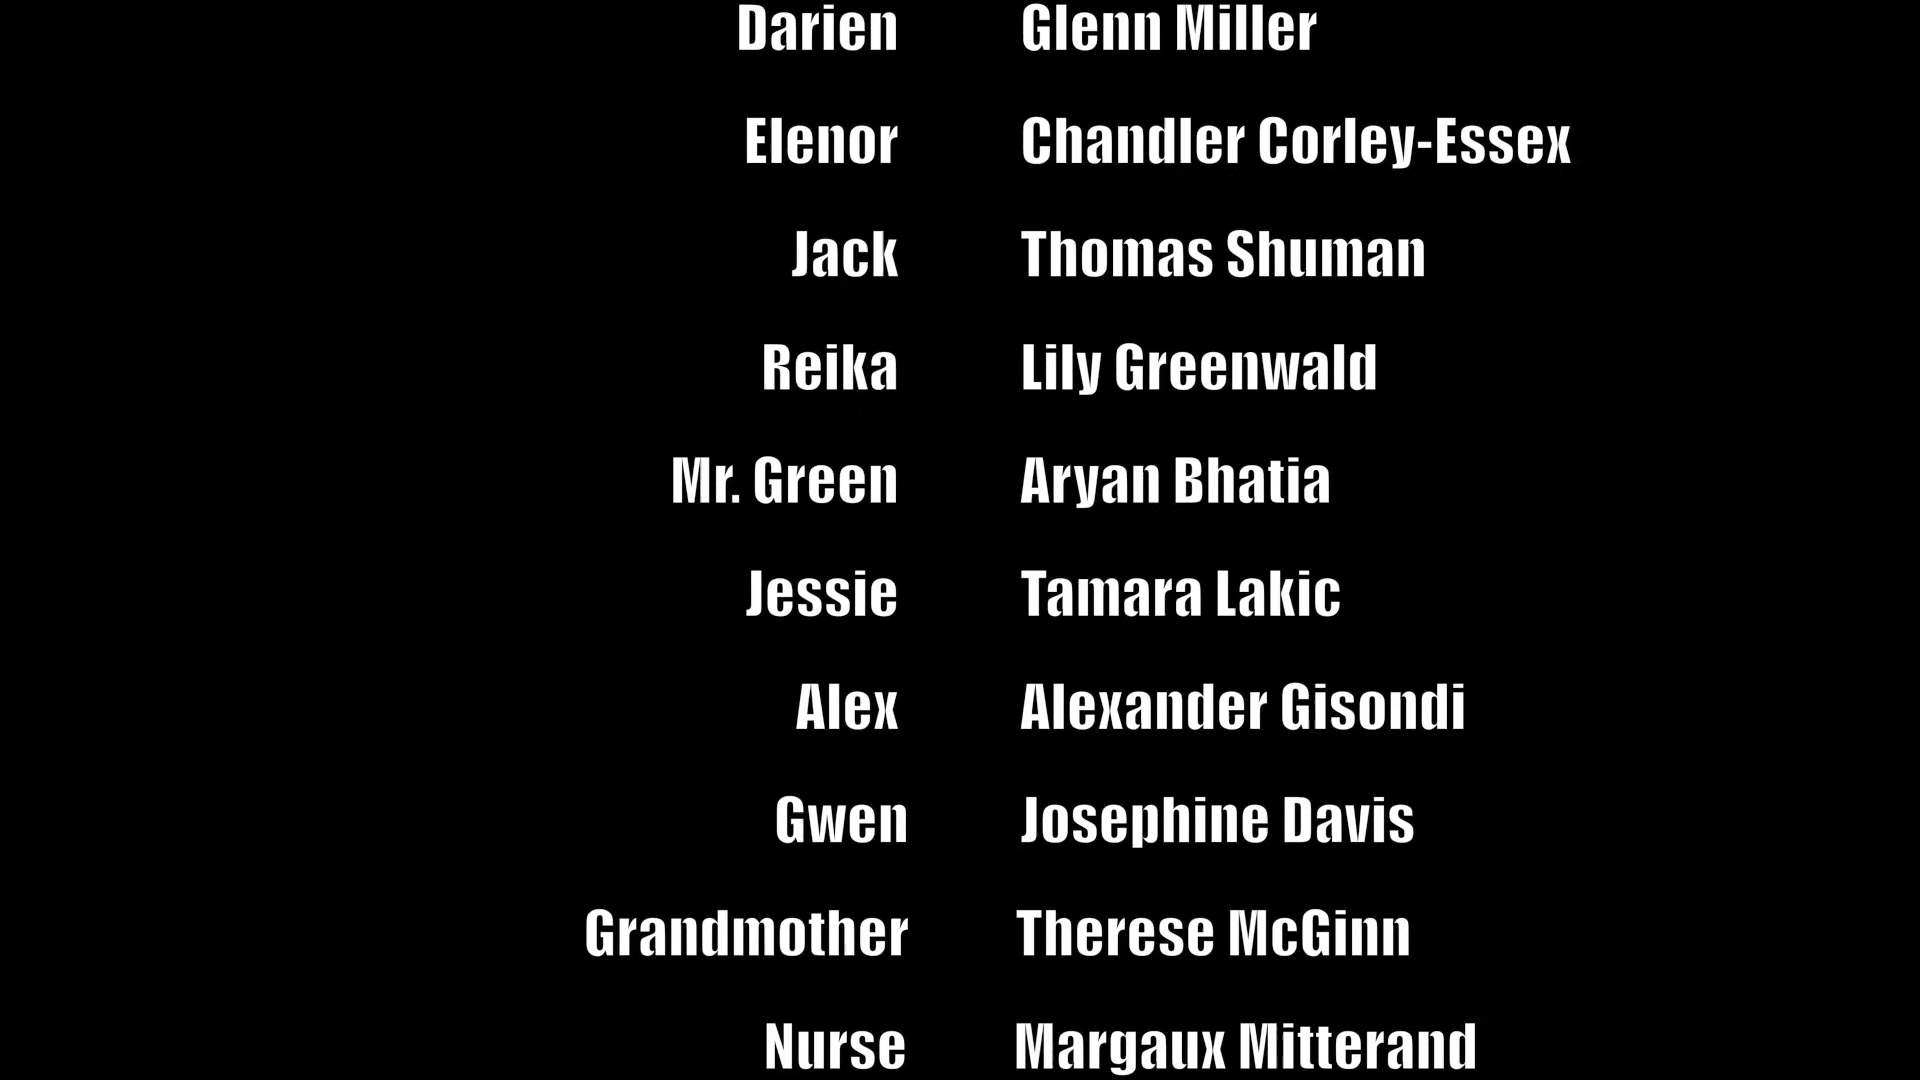 Darien Glenn Miller
Elenor Chandler Corley-Essex
Jack Thomas Shuman
Reika Lily Greenwald
Mr. Green Aryan Bhatia
Jessie Tamara Lakic
Alex Alexander Gisondi
Gwen Josephine Davis
Grandmother Therese McGinn
Nurse Margaux Mitterand